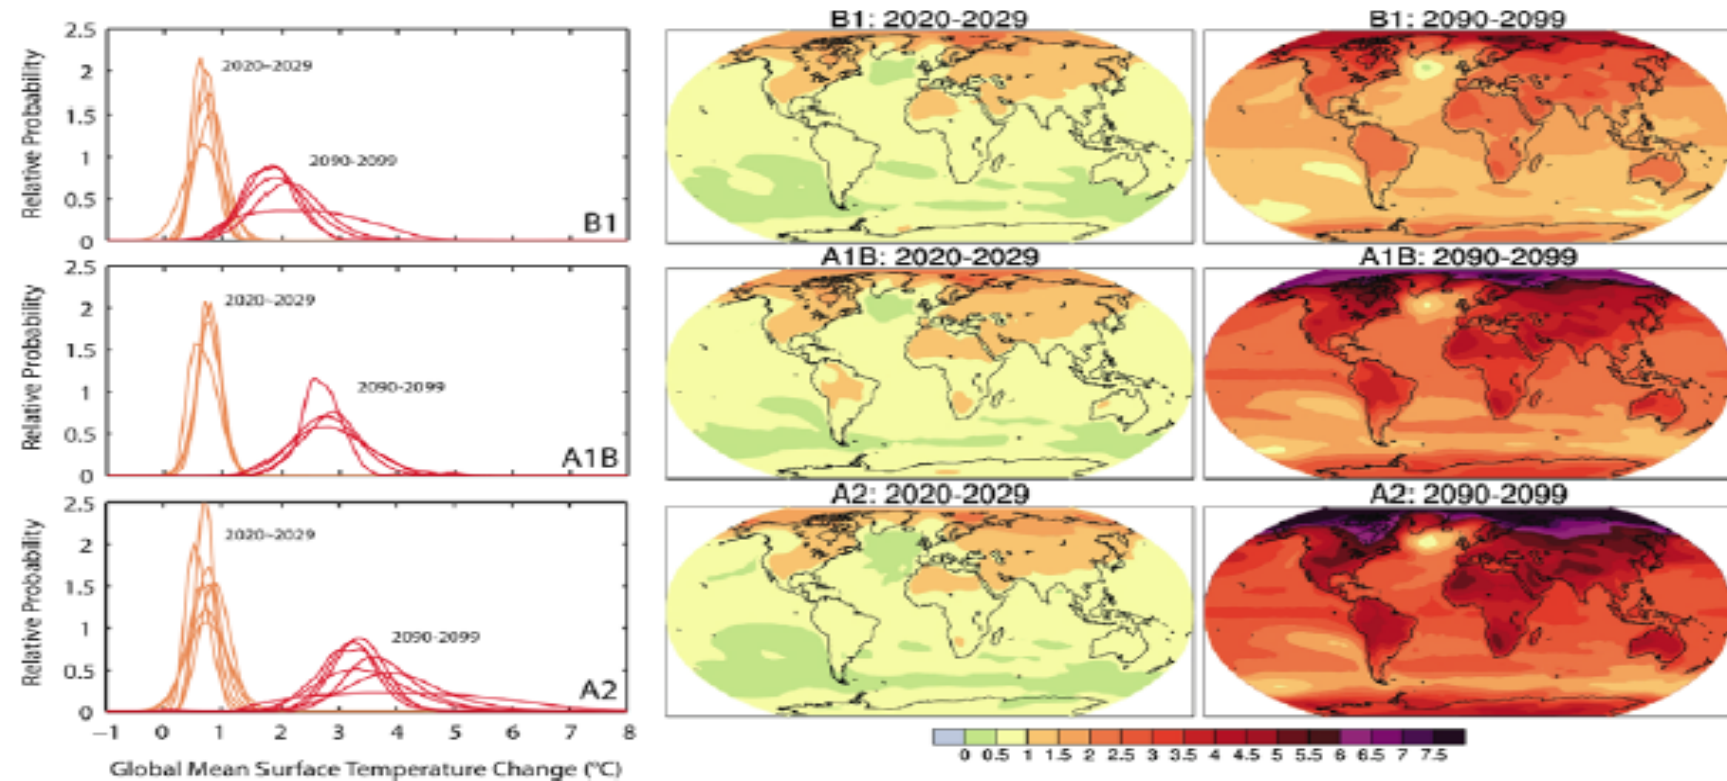 B1: 2020-2029
B1: 2090-2099
2.5
2
1.5
1
0.5
0
Relative Probability
2020-2029
2090-2099
B1
A1B: 2020-2029
A1B: 2090-2099
2.5
2
1.5
1
0.5
0
Relative Probability
2020-2029
2090-2099
A1B
A2: 2020-2029
A2: 2090-2099
2.5
2
1.5
1
0.5
0
Relative Probability
2020-2029
2090-2099
A2
−1 0 1 2 3 4 5 6 7 8
Global Mean Surface Temperature Change (°C)
0 0.5 1 1.5 2 2.5 3 3.5 4 4.5 5 5.5 6 6.5 7 7.5